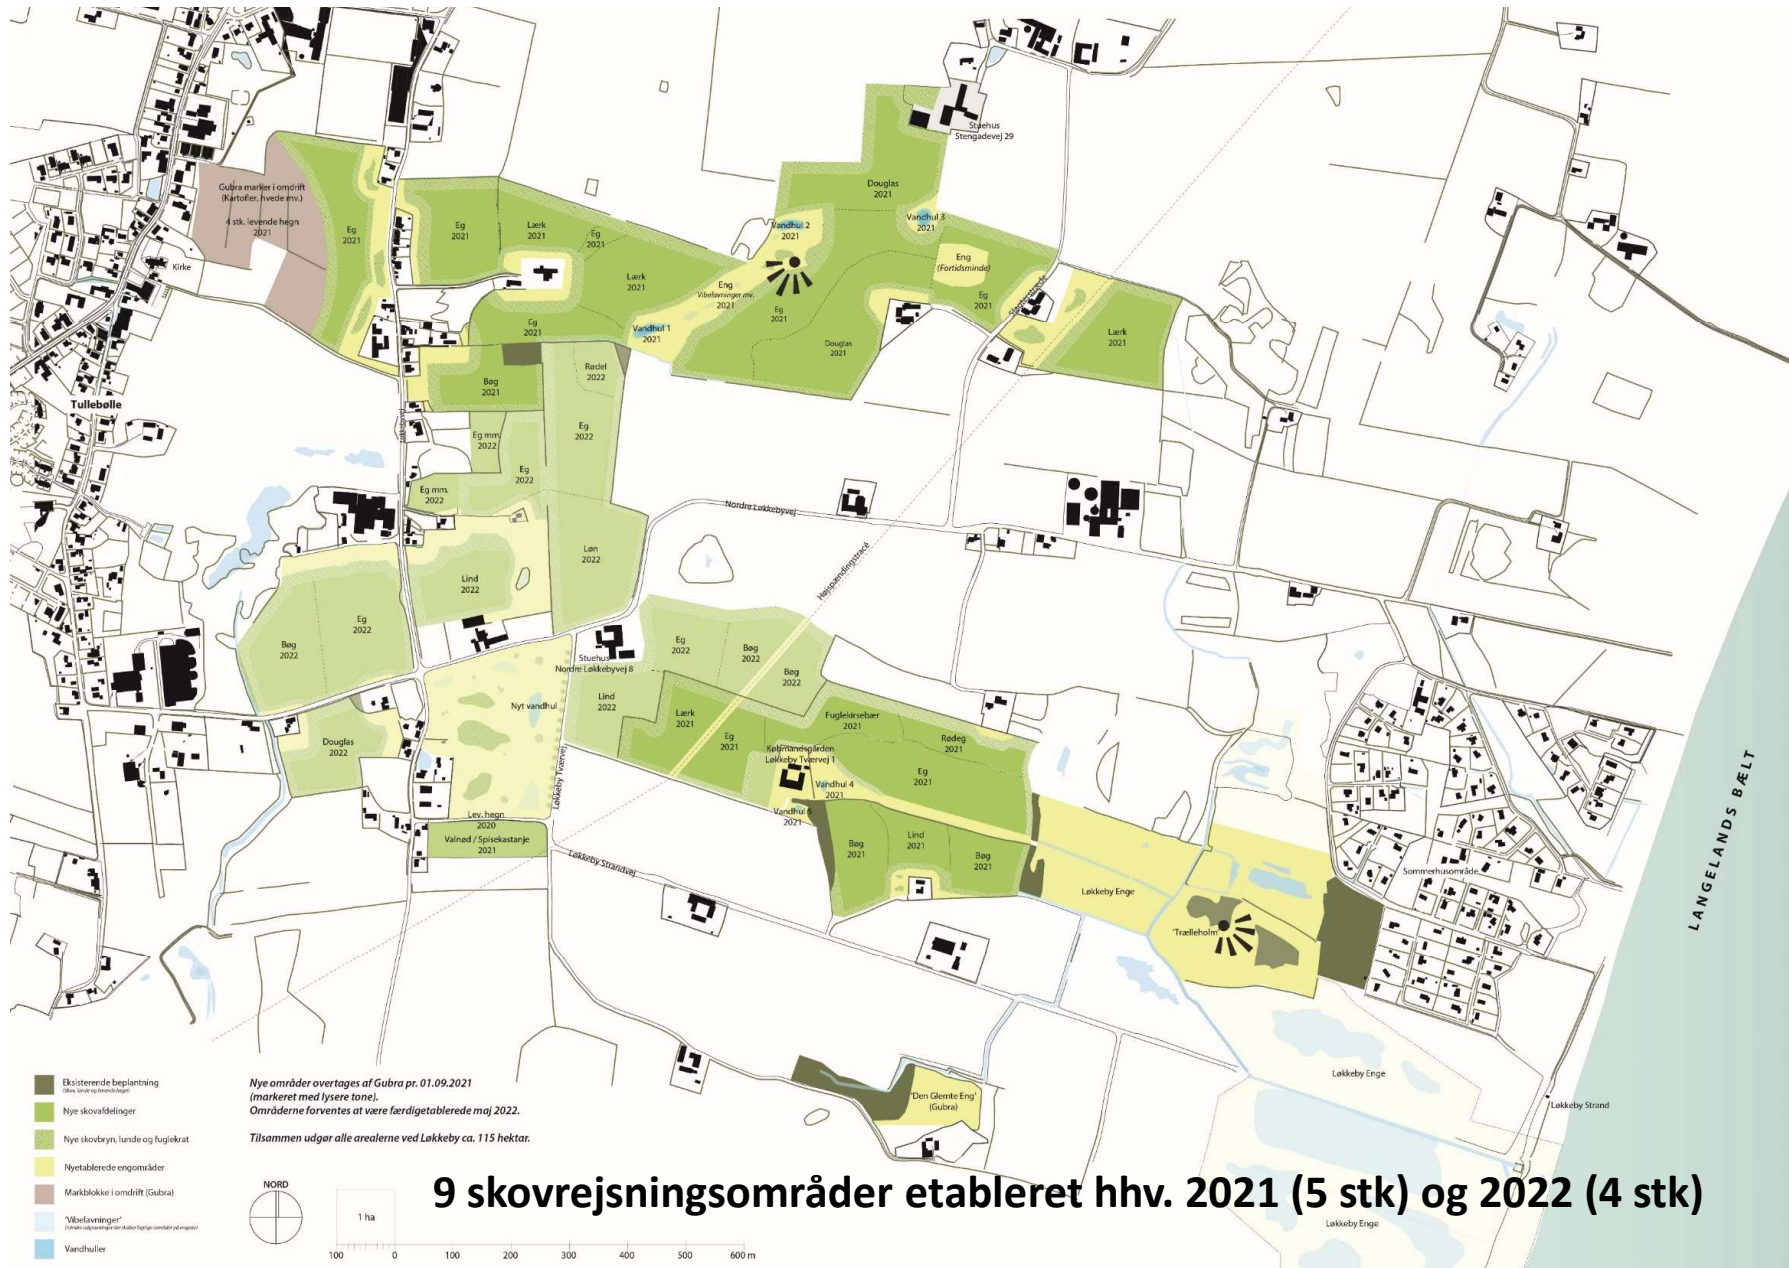 Stuehus
Stengadevej 29
Gubra marker i omdrift
(Kartofler, hvede mv.)
4 stk. levende hegn
2021
Kirke
Eg
2021
Eg
2021
Lærk
2021
Eg
2021
Lærk
2021
Eg
2021
Douglas
2021
Vandhul 2
2021
Vandhul 3
2021
Eng
(Fortidsminde)
Eng
Vibelavninger mv.
2021
Vandhul 1
2021
Eg
2021
Douglas
2021
Eg
2021
Stagterstræde
Lærk
2021
Tullebølle
Bøg
2021
Rødel
2022
Eg
2022
Eg mm.
2022
Eg
2022
Eg mm.
2022
Løn
2022
Lind
2022
Eg
2022
Bøg
2022
Nordre Løkkebyvej
Højspændingstracé
Stuehus
Nordre Løkkebyvej 8
Eg
2022
Bøg
2022
Bøg
2022
Lind
2022
Nyt vandhul
Douglas
2022
Løkkeby Tværvej
Lærk
2021
Eg
2021
Fuglekirsebær
2021
Rødeg
2021
Købmandsgården
Løkkeby Tværvej 1
Eg
2021
Vandhul 4
2021
Vandhul 5
2021
Lev. hegn
2020
Valnød / Spisekastanje
2021
Løkkeby Strandvej
Bøg
2021
Lind
2021
Bøg
2021
Løkkeby Enge
'Trælleholm'
Sommerhusområde
LANGELANDS BÆLT
Løkkeby Enge
Løkkeby Strand
'Den Glemte Eng'
(Gubra)
Løkkeby Enge
Eksisterende beplantning
Nye skovafdelinger
Nye skovbryn, lunde og fuglekrat
Nyetablerede engområder
Markblokke i omdrift (Gubra)
'Vibelavninger'
Vandhuller
Nye områder overtages af Gubra pr. 01.09.2021
(markeret med lysere tone).
Områderne forventes at være færdigetablerede maj 2022.
Tilsammen udgør alle arealerne ved Løkkeby ca. 115 hektar.
NORD
1 ha
100 0 100 200 300 400 500 600 m
9 skovrejsningsområder etableret hhv. 2021 (5 stk) og 2022 (4 stk)